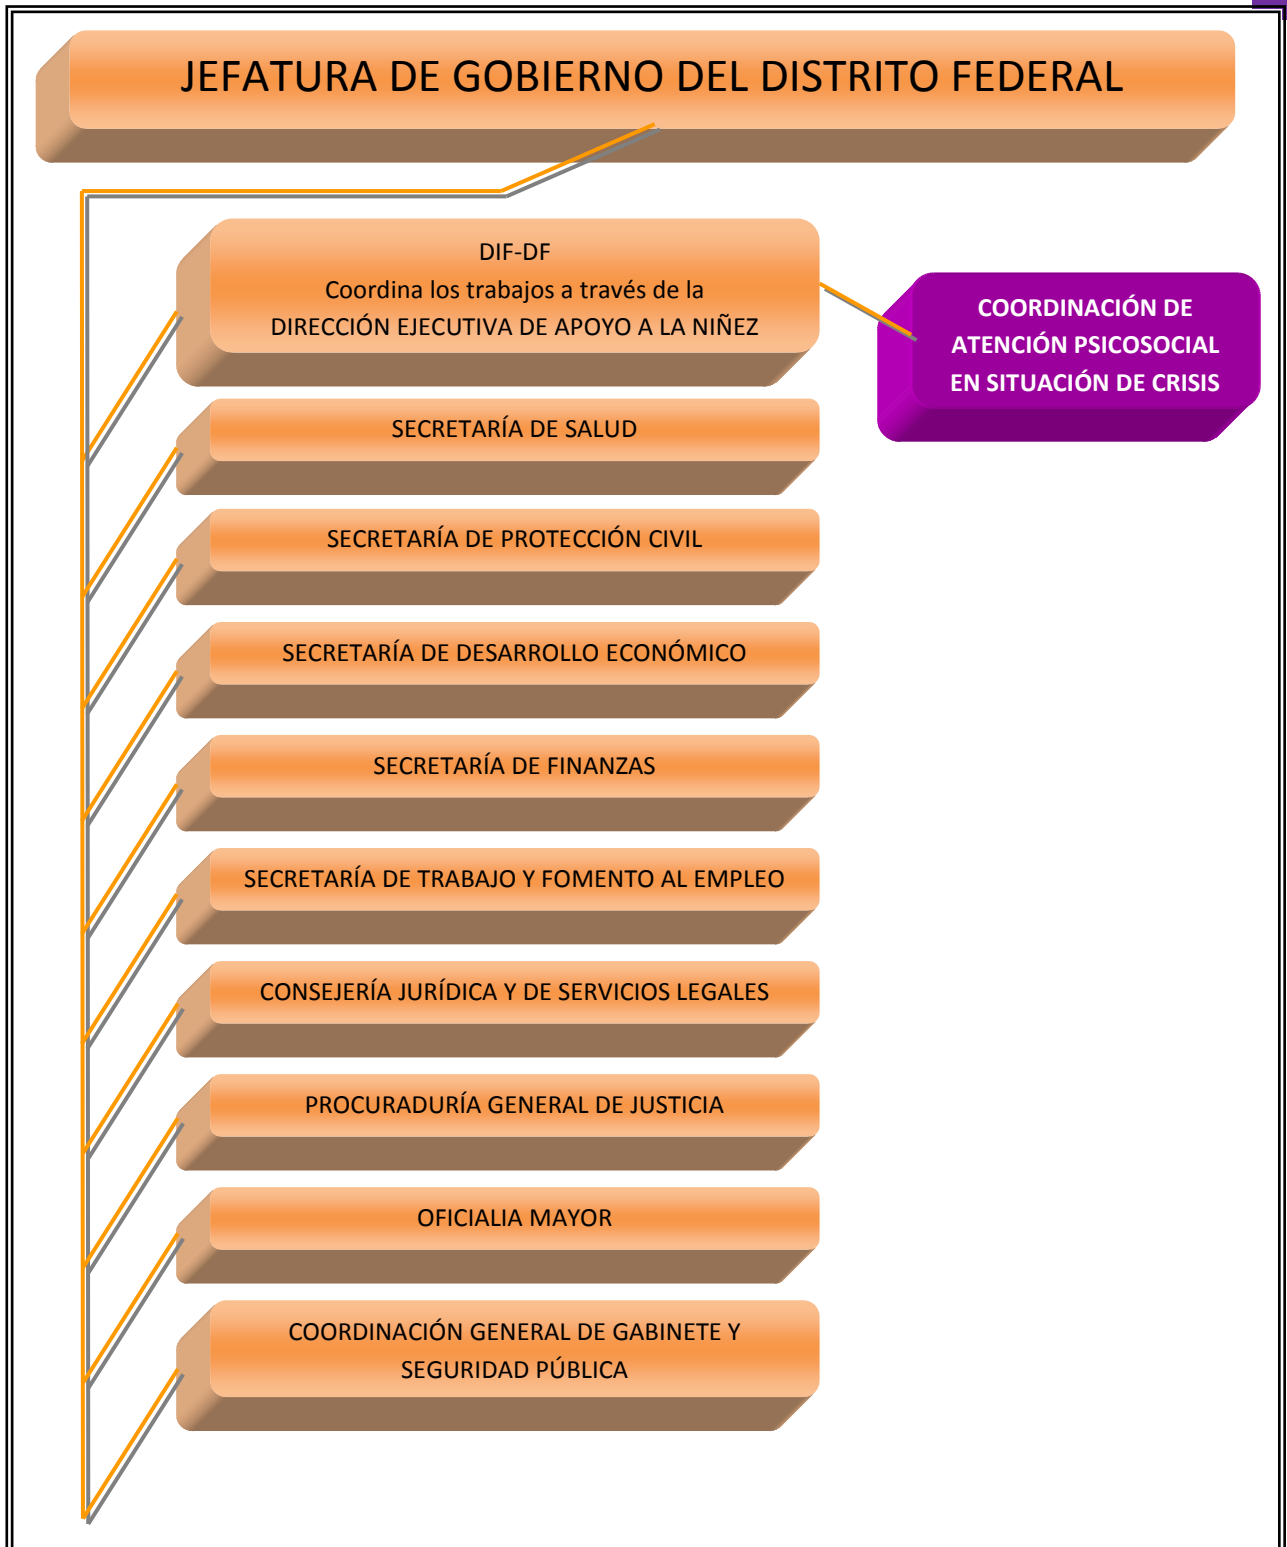 JEFATURA DE GOBIERNO DEL DISTRITO FEDERAL
DIF-DF
Coordina los trabajos a través de la
DIRECCIÓN EJECUTIVA DE APOYO A LA NIÑEZ
COORDINACIÓN DE
ATENCIÓN PSICOSOCIAL
EN SITUACIÓN DE CRISIS
SECRETARÍA DE SALUD
SECRETARÍA DE PROTECCIÓN CIVIL
SECRETARÍA DE DESARROLLO ECONÓMICO
SECRETARÍA DE FINANZAS
SECRETARÍA DE TRABAJO Y FOMENTO AL EMPLEO
CONSEJERÍA JURÍDICA Y DE SERVICIOS LEGALES
PROCURADURÍA GENERAL DE JUSTICIA
OFICIALIA MAYOR
COORDINACIÓN GENERAL DE GABINETE Y
SEGURIDAD PÚBLICA